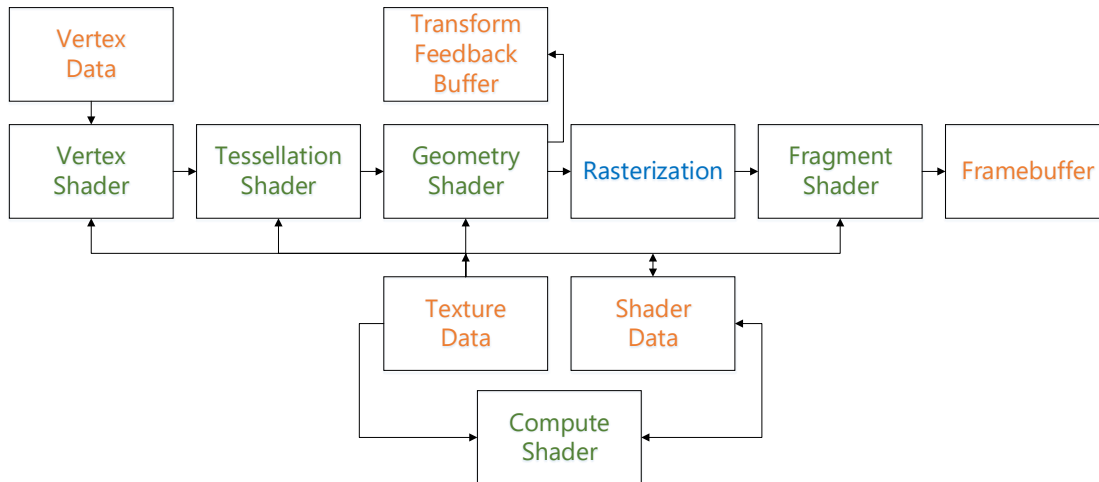 Vertex
Data
Transform
Feedback
Buffer
Vertex
Shader
Tessellation
Shader
Geometry
Shader
Rasterization
Fragment
Shader
Framebuffer
Texture
Data
Shader
Data
Compute
Shader